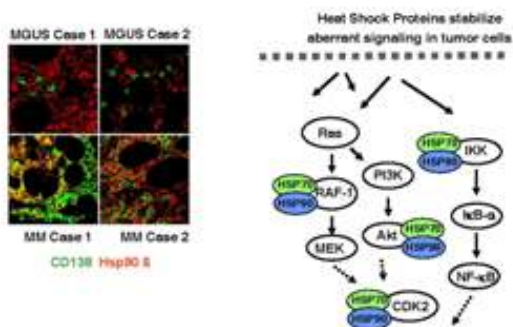 MGUS Case 1
MGUS Case 2
MM Case 1
MM Case 2
CD138 Hsp90 ß
Heat Shock Proteins stabilize
aberrant signaling in tumor cells
Ras
HSP70
HSP90
RAF-1
MEK
PI3K
Akt
HSP70
HSP90
HSP70
HSP90
CDK2
HSP70
HSP90
IKK
IκB-α
NF-κB